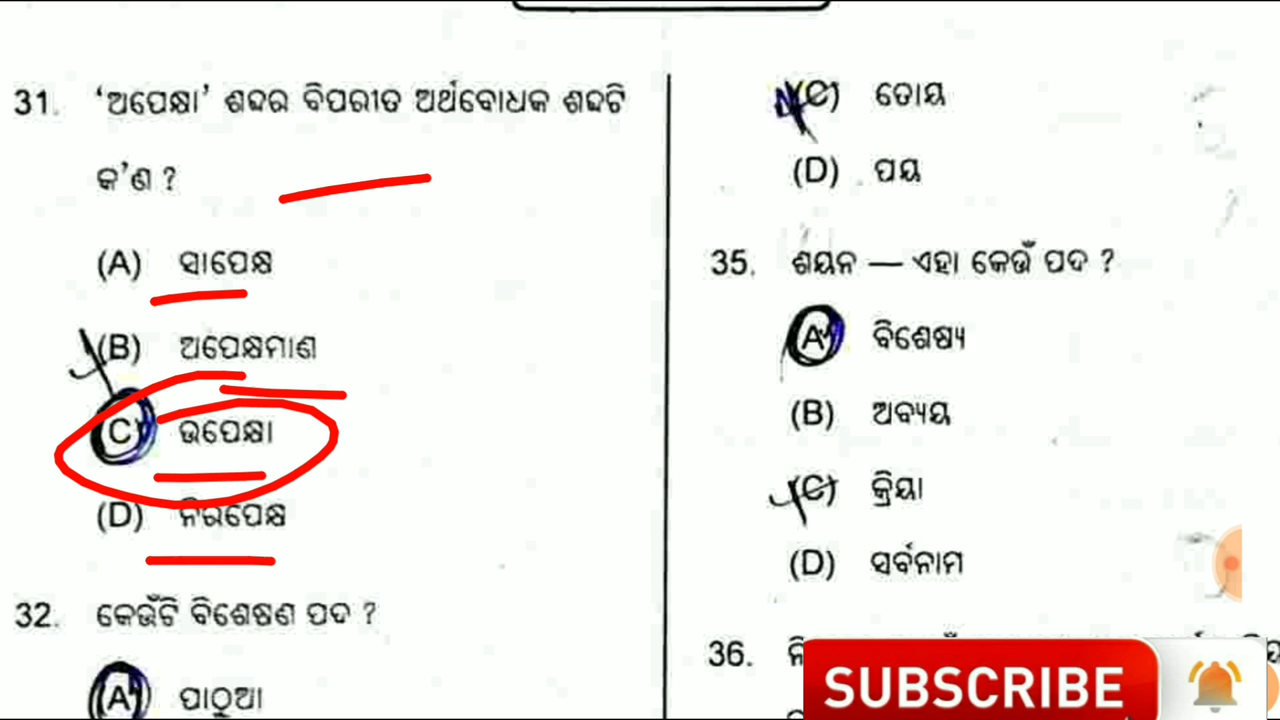 31. ‘ଅପେକ୍ଷା’ ଶବ୍ଦର ବିପରୀତ ଅର୍ଥବୋଧକ ଶବ୍ଦଟି
କ’ଣ ?
(A) ସାପେକ୍ଷ
(B) ଅପେକ୍ଷମାଣ
(C) ଉପେକ୍ଷା
(D) ନିରପେକ୍ଷ
32. କେଉଁଟି ବିଶେଷଣ ପଦ ?
(A) ପାଠୁଆ
(C) ତୋୟ
(D) ପୟ
35. ଶୟନ — ଏହା କେଉଁ ପଦ ?
(A) ବିଶେଷ୍ୟ
(B) ଅବ୍ୟୟ
(C) କ୍ରିୟା
(D) ସର୍ବନାମ
36.
SUBSCRIBE